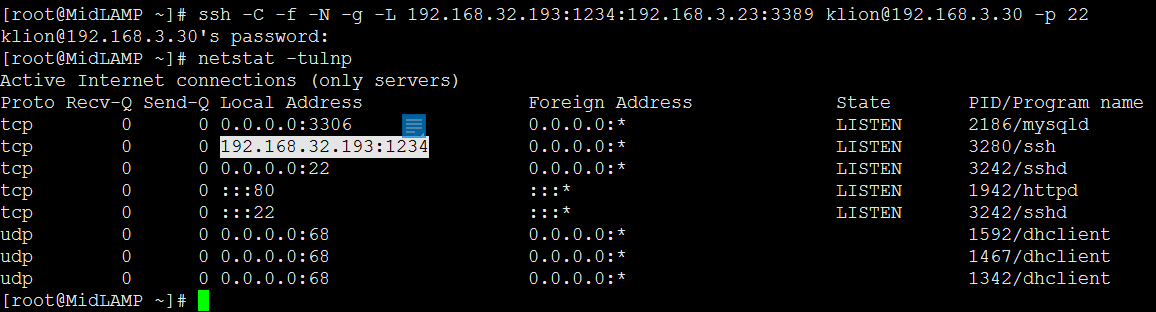 [root@MidLAMP ~]# ssh -C -f -N -g -L 192.168.32.193:1234:192.168.3.23:3389 klion@192.168.3.30 -p 22
klion@192.168.3.30's password:
[root@MidLAMP ~]# netstat -tulnp
Active Internet connections (only servers)
Proto Recv-Q Send-Q Local Address Foreign Address State PID/Program name
tcp 0 0 0.0.0.0:3306 0.0.0.0:* LISTEN 2186/mysqld
tcp 0 0 192.168.32.193:1234 0.0.0.0:* LISTEN 3280/ssh
tcp 0 0 0.0.0.0:22 0.0.0.0:* LISTEN 3242/sshd
tcp 0 0 :::80 :::* LISTEN 1942/httpd
tcp 0 0 :::22 :::* LISTEN 3242/sshd
udp 0 0 0.0.0.0:68 0.0.0.0:* 1592/dhclient
udp 0 0 0.0.0.0:68 0.0.0.0:* 1467/dhclient
udp 0 0 0.0.0.0:68 0.0.0.0:* 1342/dhclient
[root@MidLAMP ~]#